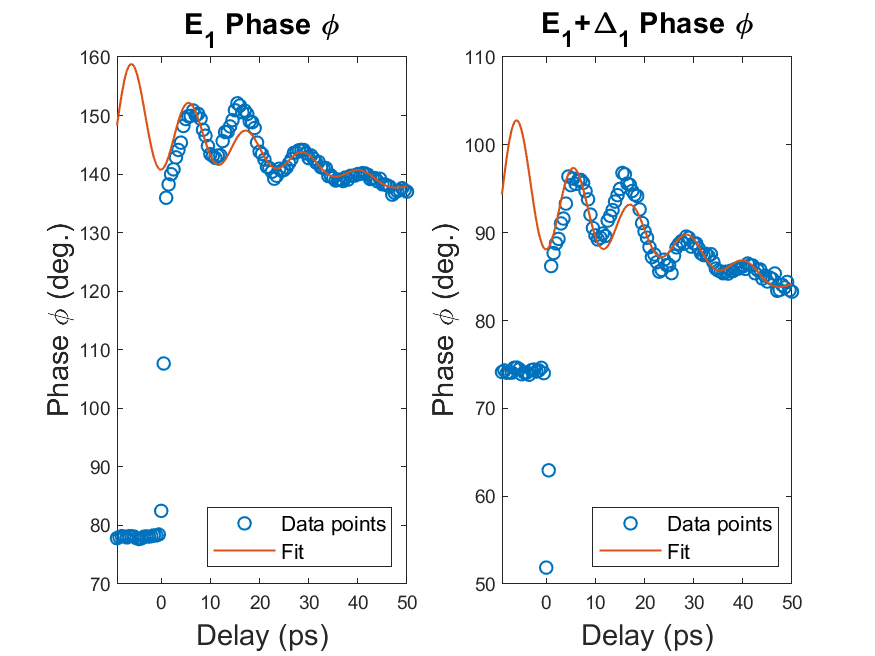 E1 Phase ϕ
160
150
140
130
120
110
100
90
80
70
0
10
20
30
40
50
Phase ϕ (deg.)
Delay (ps)
Data points
Fit
E1+Δ1 Phase ϕ
110
100
90
80
70
60
50
0
10
20
30
40
50
Phase ϕ (deg.)
Delay (ps)
Data points
Fit